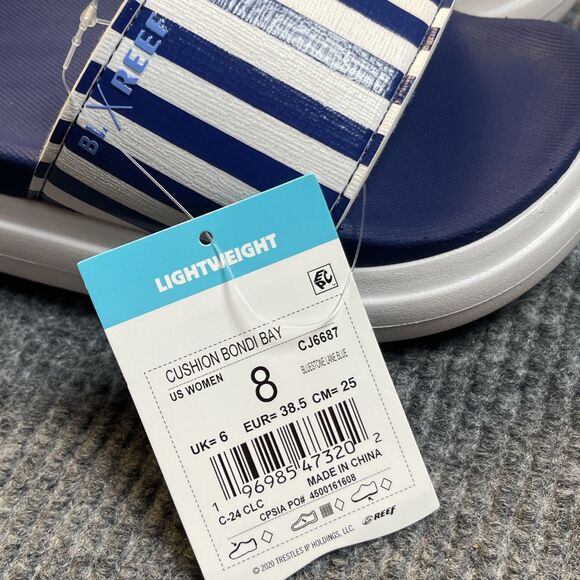 BL X REEF
LIGHTWEIGHT
CUSHION BONDI BAY CJ6687
US WOMEN 8 BLUESTONE LANE BLUE
UK= 6 EUR= 38.5 CM= 25
1 96985 47320 2
C-24 CLC MADE IN CHINA
CPSIA PO# 4500161608
REEF
© 2020 TRESTLES IP HOLDINGS, LLC.